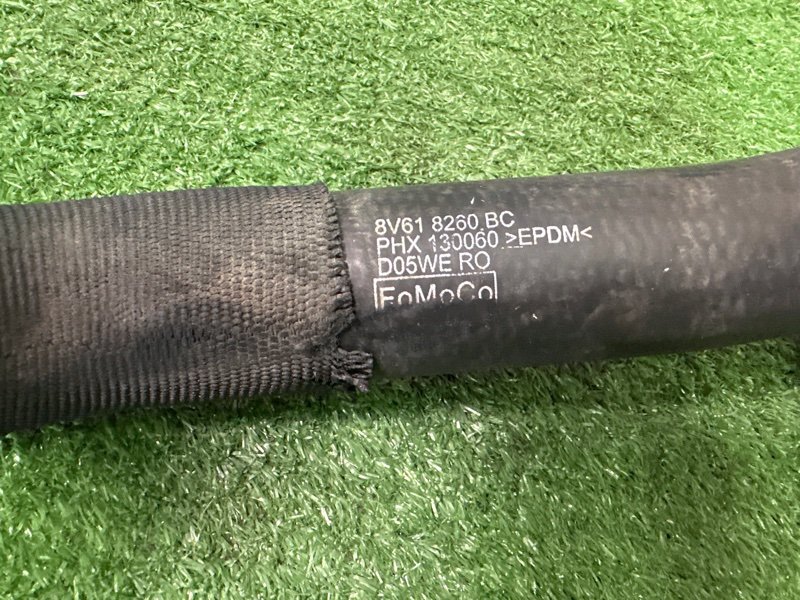 8V61 8260 BC
PHX 130060 >EPDM<
D05WE RO
FoMoCo